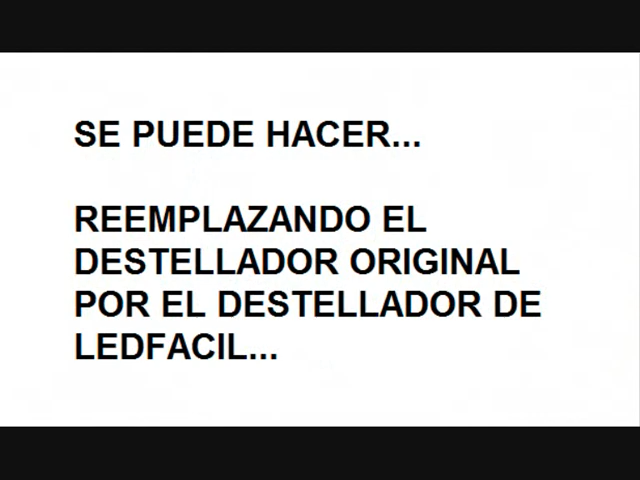 SE PUEDE HACER...
REEMPLAZANDO EL
DESTELLADOR ORIGINAL
POR EL DESTELLADOR DE
LEDFACIL...